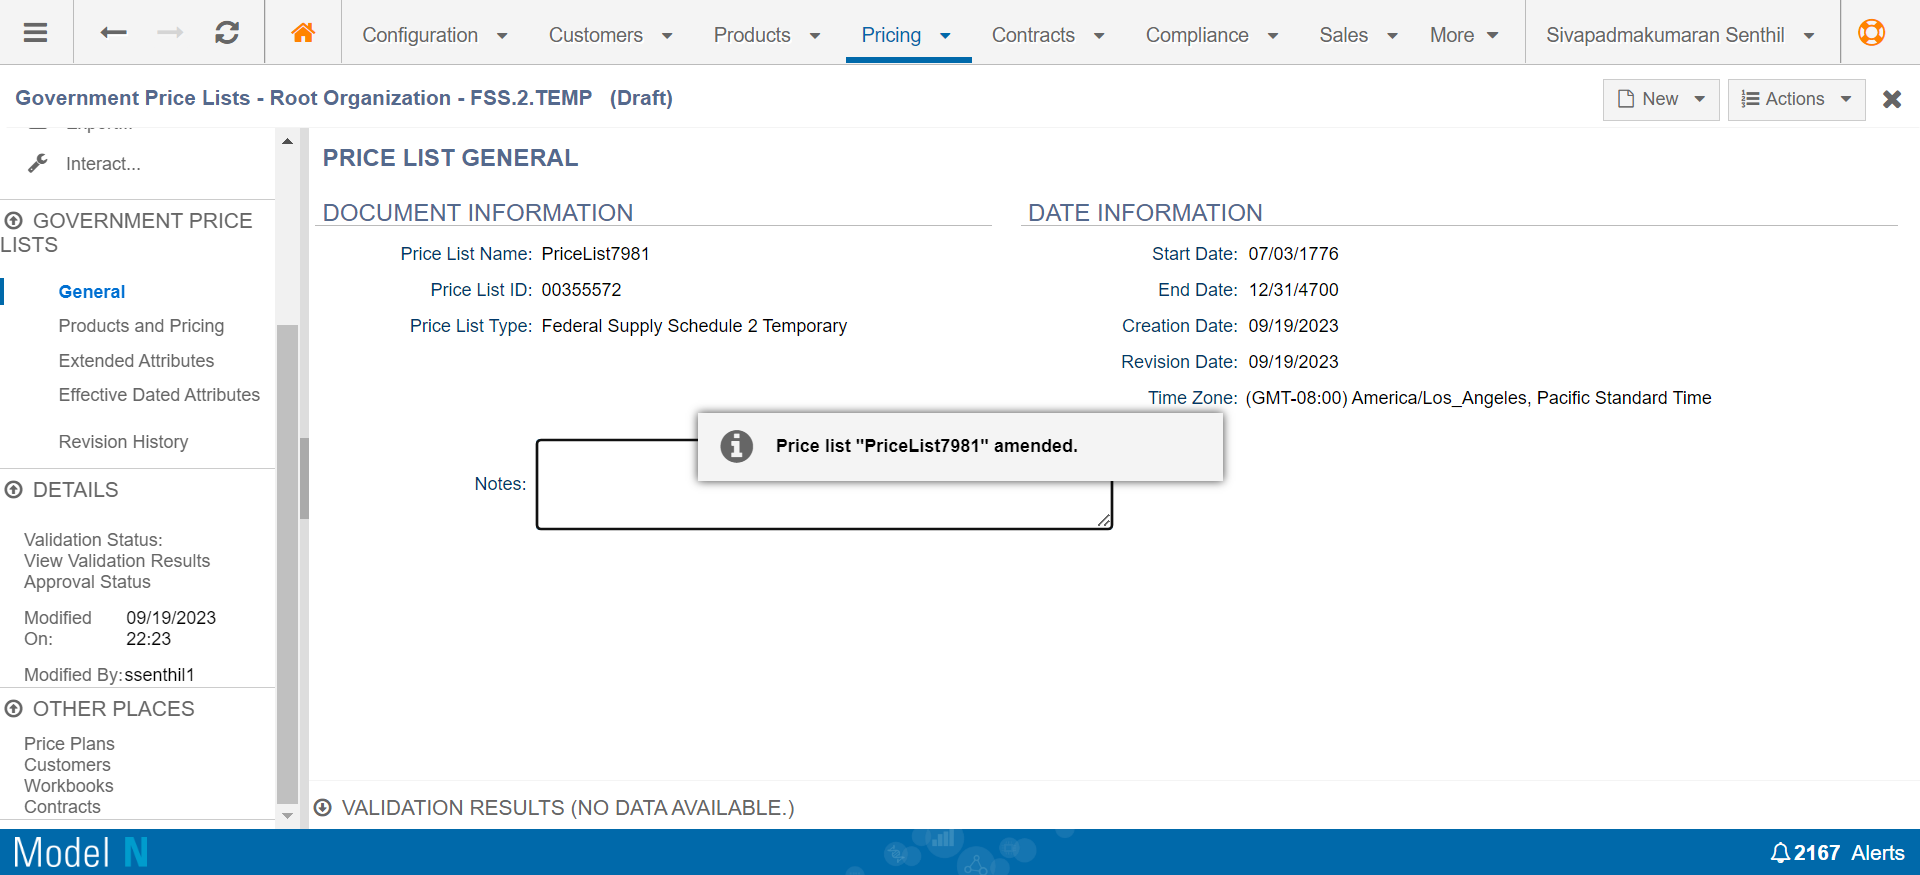 Configuration
Customers
Products
Pricing
Contracts
Compliance
Sales
More
Sivapadmakumaran Senthil
Government Price Lists - Root Organization - FSS.2.TEMP (Draft)
New
Actions
Export...
Interact...
GOVERNMENT PRICE
LISTS
General
Products and Pricing
Extended Attributes
Effective Dated Attributes
Revision History
DETAILS
Validation Status:
View Validation Results
Approval Status
Modified 09/19/2023
On: 22:23
Modified By: ssenthil1
OTHER PLACES
Price Plans
Customers
Workbooks
Contracts
PRICE LIST GENERAL
DOCUMENT INFORMATION
Price List Name: PriceList7981
Price List ID: 00355572
Price List Type: Federal Supply Schedule 2 Temporary
DATE INFORMATION
Start Date: 07/03/1776
End Date: 12/31/4700
Creation Date: 09/19/2023
Revision Date: 09/19/2023
Time Zone: (GMT-08:00) America/Los_Angeles, Pacific Standard Time
Price list "PriceList7981" amended.
Notes:
VALIDATION RESULTS (NO DATA AVAILABLE.)
Model N
2167 Alerts